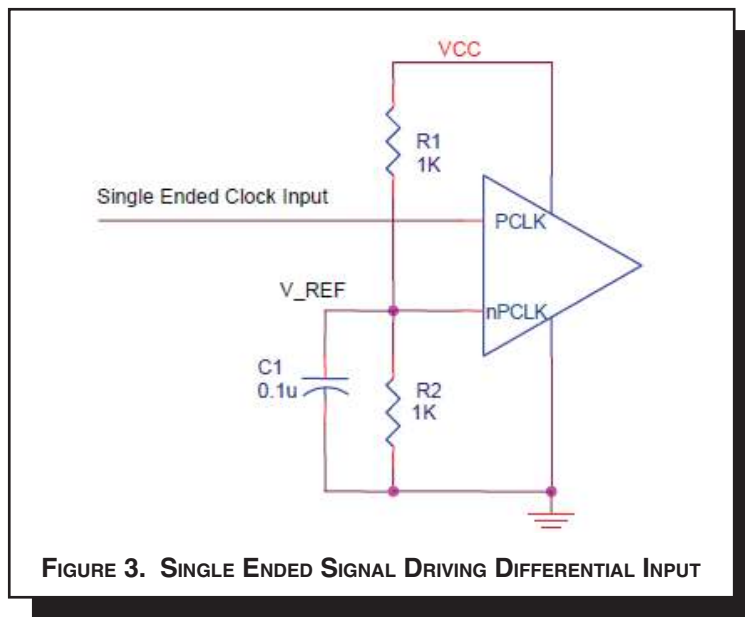 VCC
R1
1K
Single Ended Clock Input
PCLK
V_REF
nPCLK
C1
0.1u
R2
1K
FIGURE 3. SINGLE ENDED SIGNAL DRIVING DIFFERENTIAL INPUT